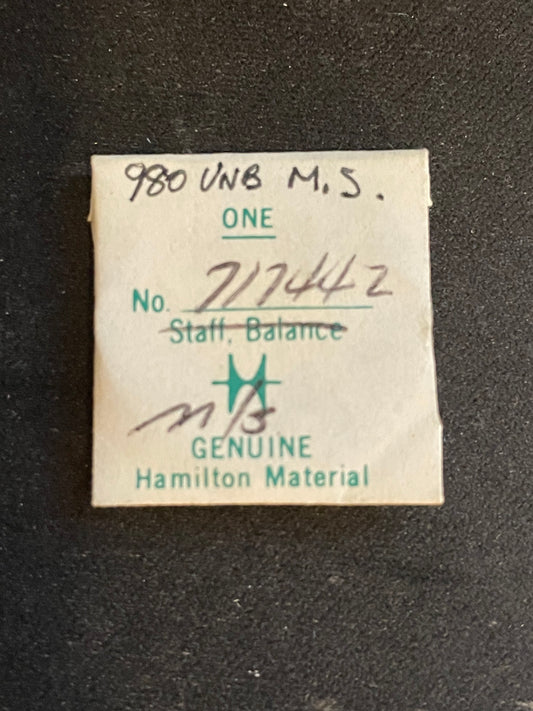 980 UNB M.S.
ONE
No. 717442
Staff, Balance
m/s
GENUINE
Hamilton Material